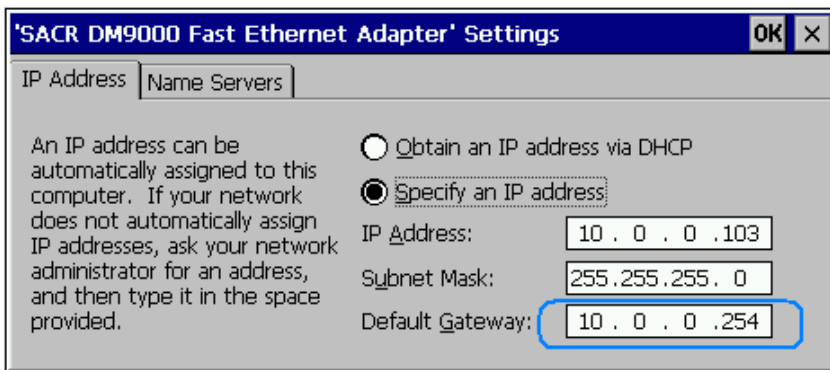 'SACR DM9000 Fast Ethernet Adapter' Settings OK ×
IP Address Name Servers
An IP address can be
automatically assigned to this
computer. If your network
does not automatically assign
IP addresses, ask your network
administrator for an address,
and then type it in the space
provided.
Obtain an IP address via DHCP
Specify an IP address
IP Address: 10 . 0 . 0 .103
Subnet Mask: 255.255.255. 0
Default Gateway: 10 . 0 . 0 .254